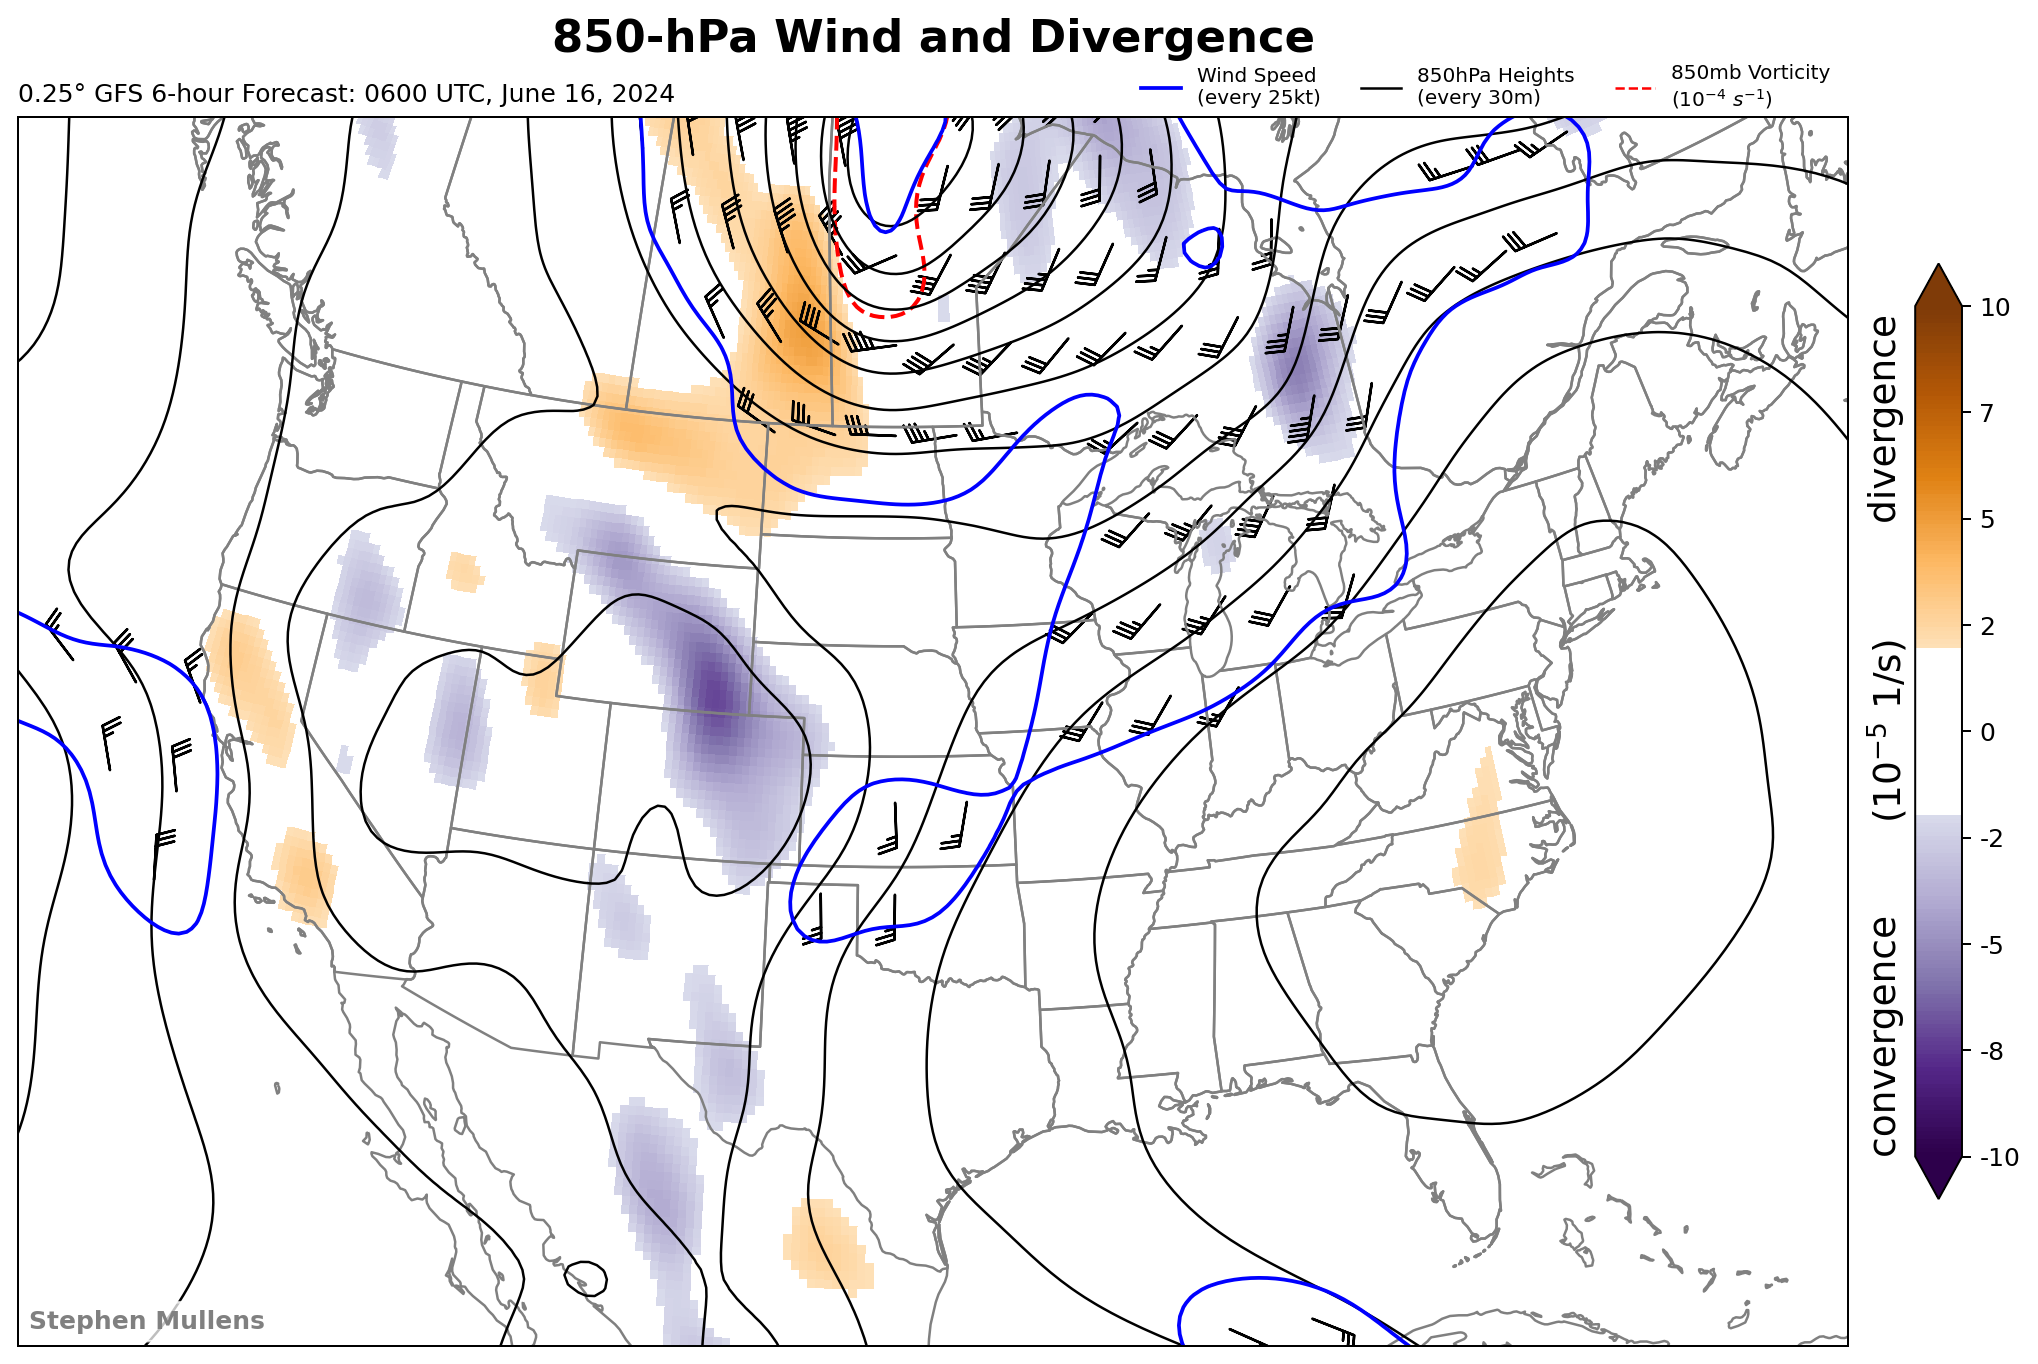 850-hPa Wind and Divergence
0.25° GFS 6-hour Forecast: 0600 UTC, June 16, 2024
Wind Speed
(every 25kt)
850hPa Heights
(every 30m)
850mb Vorticity
(10⁻⁴ s⁻¹)
10
7
5
2
0
-2
-5
-8
-10
divergence
(10⁻⁵ 1/s)
convergence
Stephen Mullens